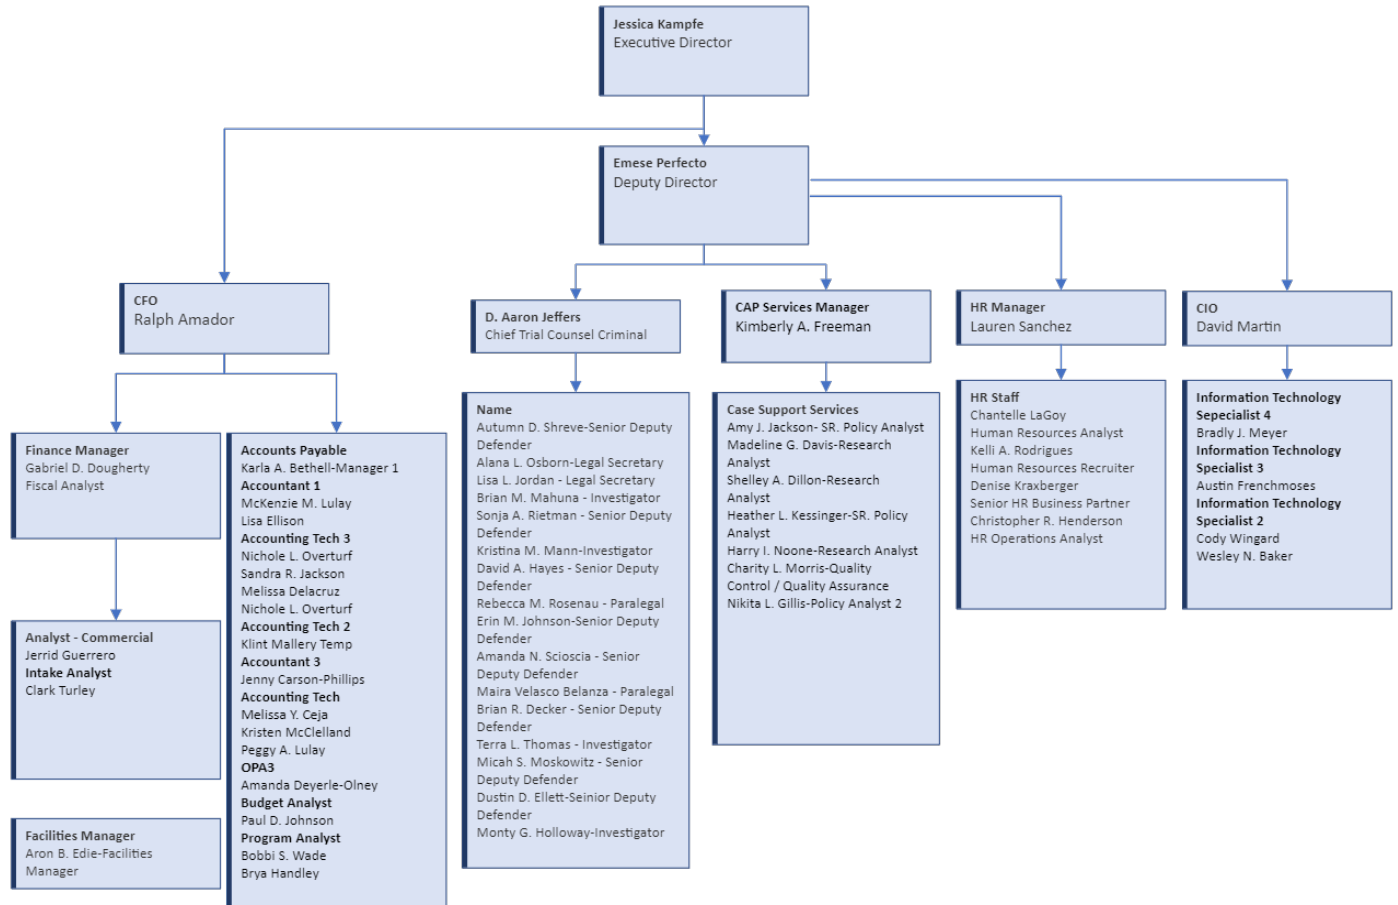 Jessica Kampfe
Executive Director
Emese Perfecto
Deputy Director
CFO
Ralph Amador
D. Aaron Jeffers
Chief Trial Counsel Criminal
CAP Services Manager
Kimberly A. Freeman
HR Manager
Lauren Sanchez
CIO
David Martin
Finance Manager
Gabriel D. Dougherty
Fiscal Analyst
Analyst - Commercial
Jerrid Guerrero
Intake Analyst
Clark Turley
Facilities Manager
Aron B. Edie-Facilities
Manager
Accounts Payable
Karla A. Bethell-Manager 1
Accountant 1
McKenzie M. Lulay
Lisa Ellison
Accounting Tech 3
Nichole L. Overturf
Sandra R. Jackson
Melissa Delacruz
Nichole L. Overturf
Accounting Tech 2
Klint Mallery Temp
Accountant 3
Jenny Carson-Phillips
Accounting Tech
Melissa Y. Ceja
Kristen McClelland
Peggy A. Lulay
OPA3
Amanda Deyerle-Olney
Budget Analyst
Paul D. Johnson
Program Analyst
Bobbi S. Wade
Brya Handley
Name
Autumn D. Shreve-Senior Deputy
Defender
Alana L. Osborn-Legal Secretary
Lisa L. Jordan - Legal Secretary
Brian M. Mahuna - Investigator
Sonja A. Rietman - Senior Deputy
Defender
Kristina M. Mann-Investigator
David A. Hayes - Senior Deputy
Defender
Rebecca M. Rosenau - Paralegal
Erin M. Johnson-Senior Deputy
Defender
Amanda N. Scioscia - Senior
Deputy Defender
Maira Velasco Belanza - Paralegal
Brian R. Decker - Senior Deputy
Defender
Terra L. Thomas - Investigator
Micah S. Moskowitz - Senior
Deputy Defender
Dustin D. Ellett-Seinior Deputy
Defender
Monty G. Holloway-Investigator
Case Support Services
Amy J. Jackson- SR. Policy Analyst
Madeline G. Davis-Research
Analyst
Shelley A. Dillon-Research
Analyst
Heather L. Kessinger-SR. Policy
Analyst
Harry I. Noone-Research Analyst
Charity L. Morris-Quality
Control / Quality Assurance
Nikita L. Gillis-Policy Analyst 2
HR Staff
Chantelle LaGoy
Human Resources Analyst
Kelli A. Rodrigues
Human Resources Recruiter
Denise Kraxberger
Senior HR Business Partner
Christopher R. Henderson
HR Operations Analyst
Information Technology
Sepecialist 4
Bradly J. Meyer
Information Technology
Specialist 3
Austin Frenchmoses
Information Technology
Specialist 2
Cody Wingard
Wesley N. Baker